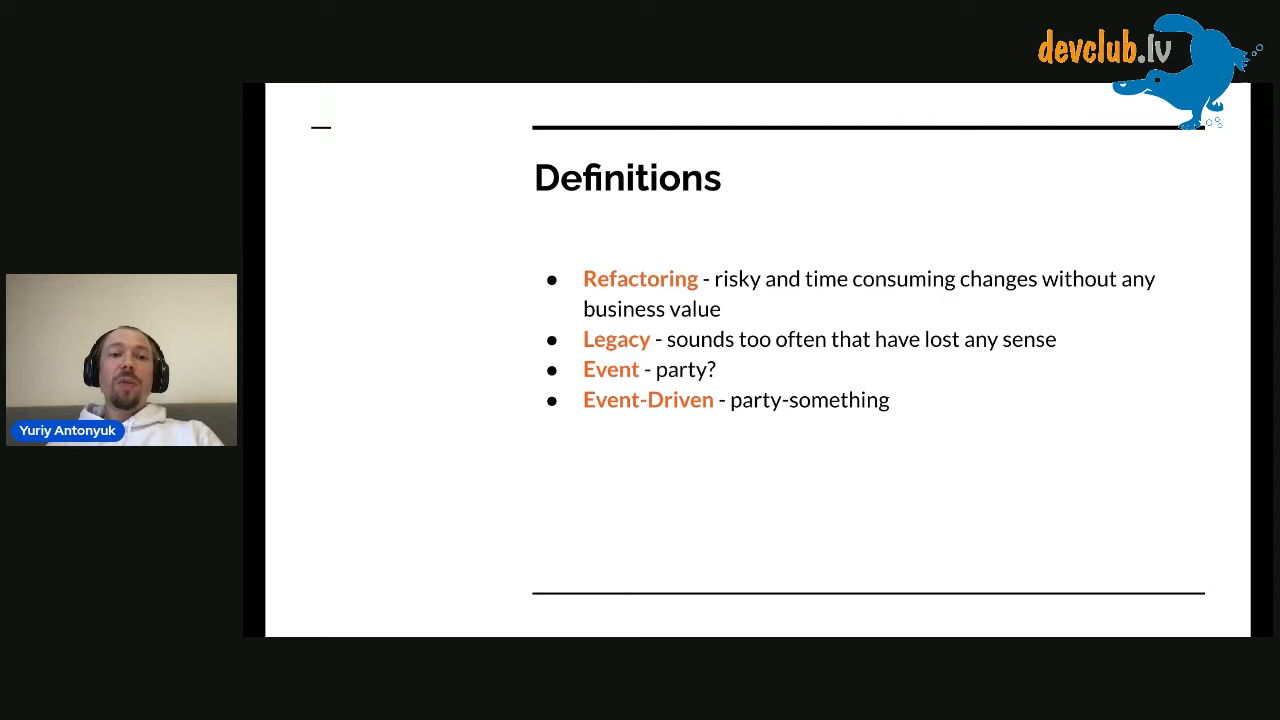 devclub.lv
Definitions
● Refactoring - risky and time consuming changes without any
business value
● Legacy - sounds too often that have lost any sense
● Event - party?
● Event-Driven - party-something
Yuriy Antonyuk